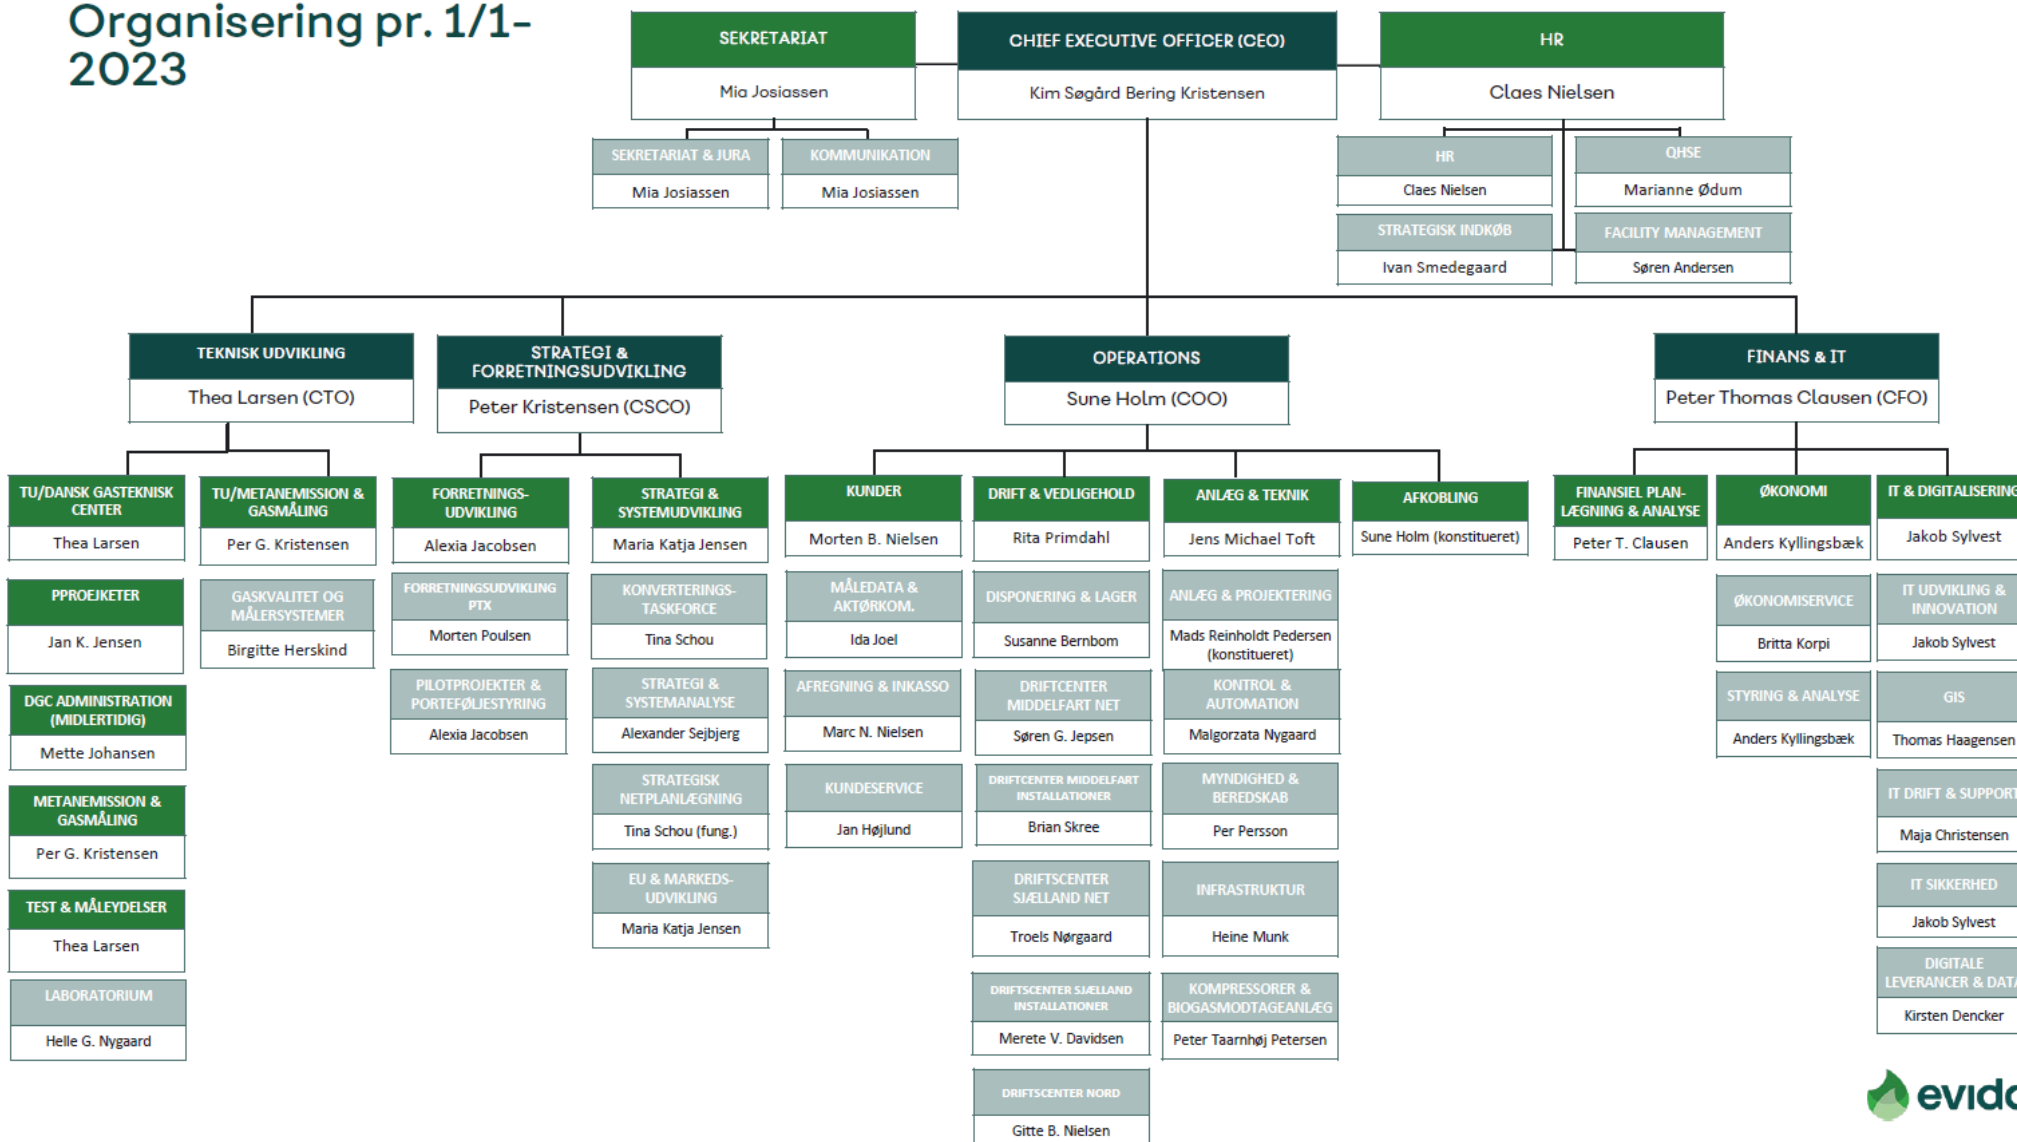 Organisering pr. 1/1-
2023
SEKRETARIAT
Mia Josiassen
CHIEF EXECUTIVE OFFICER (CEO)
Kim Søgård Bering Kristensen
HR
Claes Nielsen
SEKRETARIAT & JURA
Mia Josiassen
KOMMUNIKATION
Mia Josiassen
HR
Claes Nielsen
QHSE
Marianne Ødum
STRATEGISK INDKØB
Ivan Smedegaard
FACILITY MANAGEMENT
Søren Andersen
TEKNISK UDVIKLING
Thea Larsen (CTO)
STRATEGI &
FORRETNINGSUDVIKLING
Peter Kristensen (CSCO)
OPERATIONS
Sune Holm (COO)
FINANS & IT
Peter Thomas Clausen (CFO)
TU/DANSK GASTEKNISK
CENTER
Thea Larsen
PPROEJKETER
Jan K. Jensen
DGC ADMINISTRATION
(MIDLERTIDIG)
Mette Johansen
METANEMISSION &
GASMÅLING
Per G. Kristensen
TEST & MÅLEYDELSER
Thea Larsen
LABORATORIUM
Helle G. Nygaard
TU/METANEMISSION &
GASMÅLING
Per G. Kristensen
GASKVALITET OG
MÅLERSYSTEMER
Birgitte Herskind
FORRETNINGS-
UDVIKLING
Alexia Jacobsen
FORRETNINGSUDVIKLING
PTX
Morten Poulsen
PILOTPROJEKTER &
PORTEFØLJESTYRING
Alexia Jacobsen
STRATEGI &
SYSTEMUDVIKLING
Maria Katja Jensen
KONVERTERINGS-
TASKFORCE
Tina Schou
STRATEGI &
SYSTEMANALYSE
Alexander Sejbjerg
STRATEGISK
NETPLANLÆGNING
Tina Schou (fung.)
EU & MARKEDS-
UDVIKLING
Maria Katja Jensen
KUNDER
Morten B. Nielsen
MÅLEDATA &
AKTØRKOM.
Ida Joel
AFREGNING & INKASSO
Marc N. Nielsen
KUNDESERVICE
Jan Højlund
DRIFT & VEDLIGEHOLD
Rita Primdahl
DISPONERING & LAGER
Susanne Bernbom
DRIFTCENTER
MIDDELFART NET
Søren G. Jepsen
DRIFTCENTER MIDDELFART
INSTALLATIONER
Brian Skree
DRIFTSCENTER
SJÆLLAND NET
Troels Nørgaard
DRIFTSCENTER SJÆLLAND
INSTALLATIONER
Merete V. Davidsen
DRIFTSCENTER NORD
Gitte B. Nielsen
ANLÆG & TEKNIK
Jens Michael Toft
ANLÆG & PROJEKTERING
Mads Reinholdt Pedersen
(konstitueret)
KONTROL &
AUTOMATION
Malgorzata Nygaard
MYNDIGHED &
BEREDSKAB
Per Persson
INFRASTRUKTUR
Heine Munk
KOMPRESSORER &
BIOGASMODTAGEANLÆG
Peter Taarnhøj Petersen
AFKOBLING
Sune Holm (konstitueret)
FINANSIEL PLAN-
LÆGNING & ANALYSE
Peter T. Clausen
ØKONOMI
Anders Kyllingsbæk
ØKONOMISERVICE
Britta Korpi
STYRING & ANALYSE
Anders Kyllingsbæk
IT & DIGITALISERING
Jakob Sylvest
IT UDVIKLING &
INNOVATION
Jakob Sylvest
GIS
Thomas Haagensen
IT DRIFT & SUPPORT
Maja Christensen
IT SIKKERHED
Jakob Sylvest
DIGITALE
LEVERANCER & DATA
Kirsten Dencker
evida